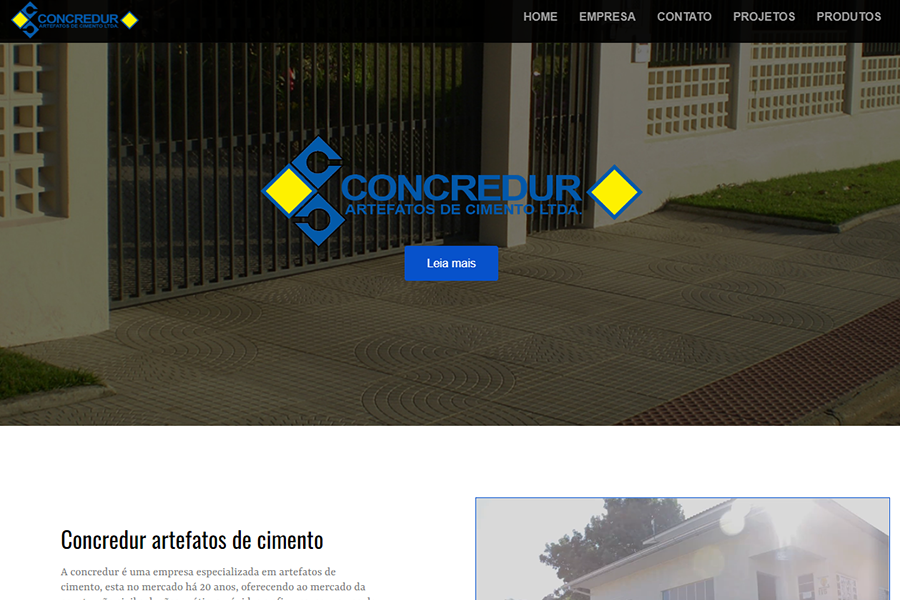 CONCREDUR
ARTEFATOS DE CIMENTO LTDA.
HOME EMPRESA CONTATO PROJETOS PRODUTOS
CONCREDUR
ARTEFATOS DE CIMENTO LTDA.
Leia mais
Concredur artefatos de cimento
A concredur é uma empresa especializada em artefatos de
cimento, esta no mercado há 20 anos, oferecendo ao mercado da